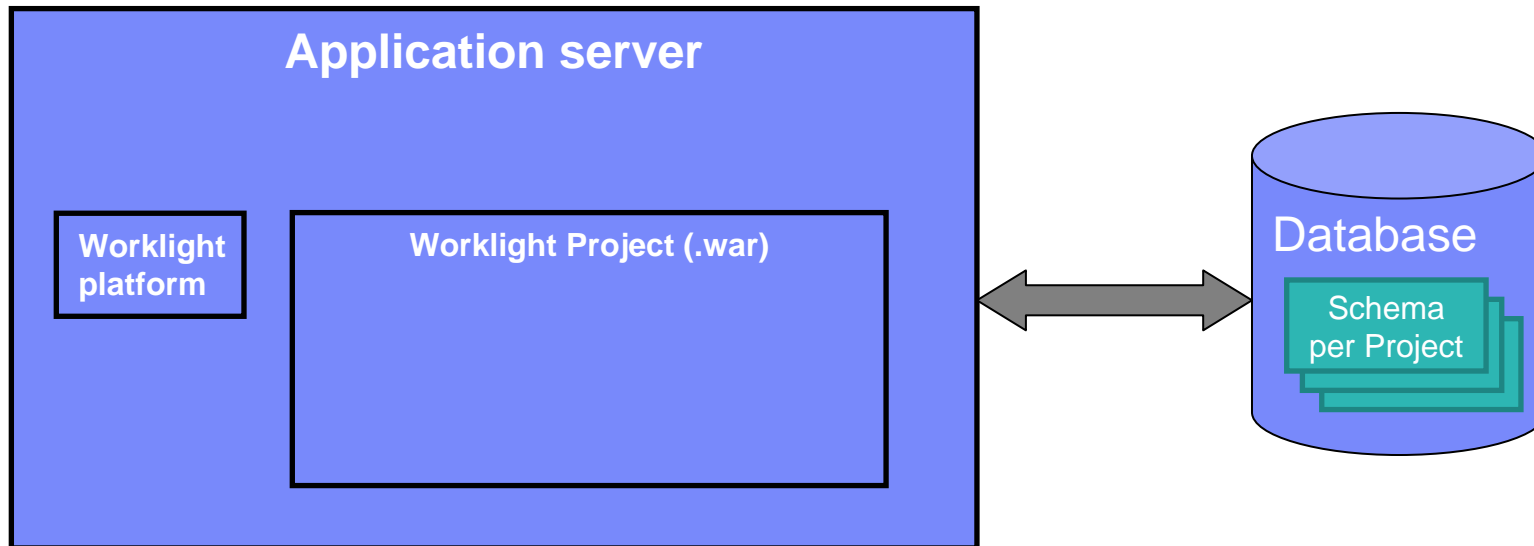 Application server
Worklight
platform
Worklight Project (.war)
Database
Schema
per Project